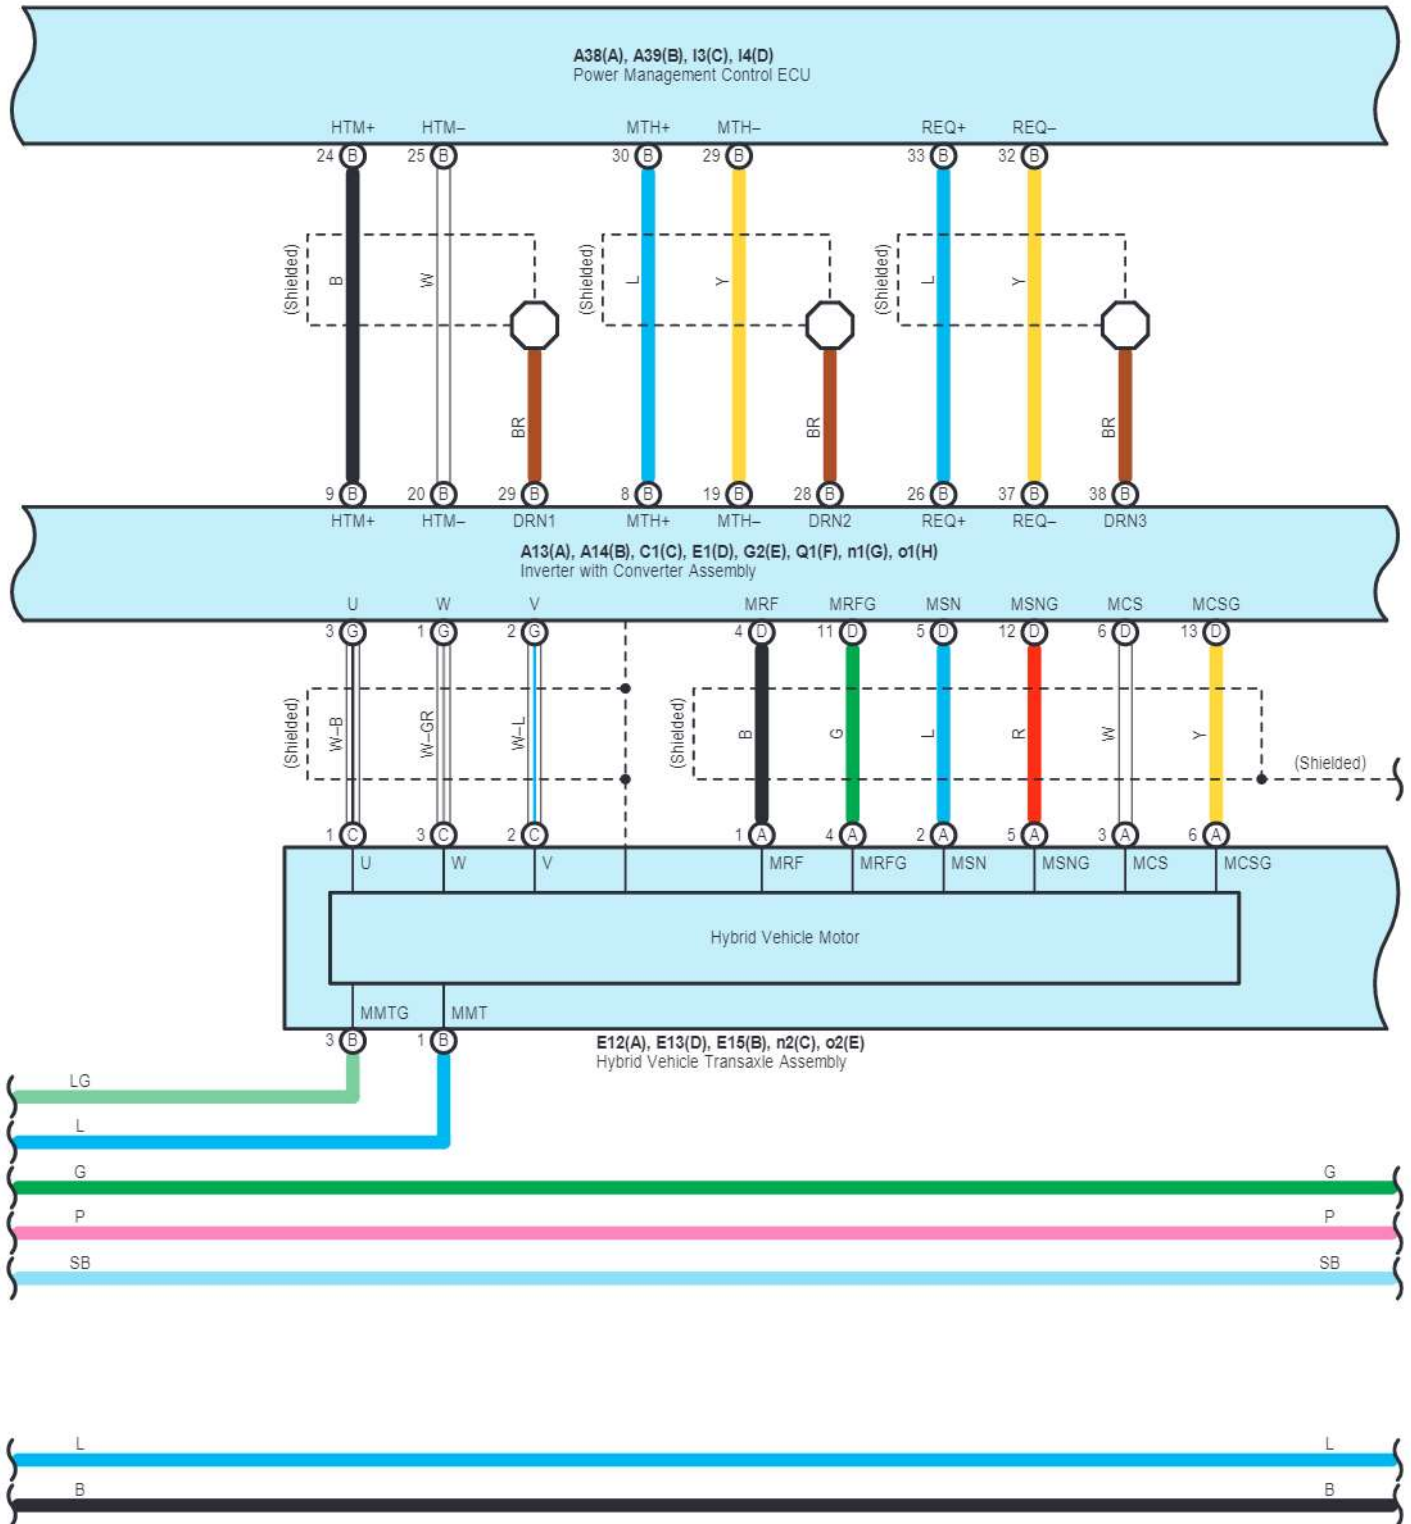 A38(A), A39(B), I3(C), I4(D)
Power Management Control ECU
HTM+ HTM– MTH+ MTH– REQ+ REQ–
24 B 25 B 30 B 29 B 33 B 32 B
(Shielded) B W (Shielded) L Y (Shielded) L Y
BR BR BR
9 B 20 B 29 B 8 B 19 B 28 B 26 B 37 B 38 B
HTM+ HTM– DRN1 MTH+ MTH– DRN2 REQ+ REQ– DRN3
A13(A), A14(B), C1(C), E1(D), G2(E), Q1(F), n1(G), o1(H)
Inverter with Converter Assembly
U W V MRF MRFG MSN MSNG MCS MCSG
3 G 1 G 2 G 4 D 11 D 5 D 12 D 6 D 13 D
(Shielded) W–B W–GR W–L (Shielded) B G L R W Y
(Shielded)
1 C 3 C 2 C 1 A 4 A 2 A 5 A 3 A 6 A
U W V MRF MRFG MSN MSNG MCS MCSG
Hybrid Vehicle Motor
MMTG MMT
3 B 1 B
E12(A), E13(D), E15(B), n2(C), o2(E)
Hybrid Vehicle Transaxle Assembly
LG
L
G G
P P
SB SB
L L
B B